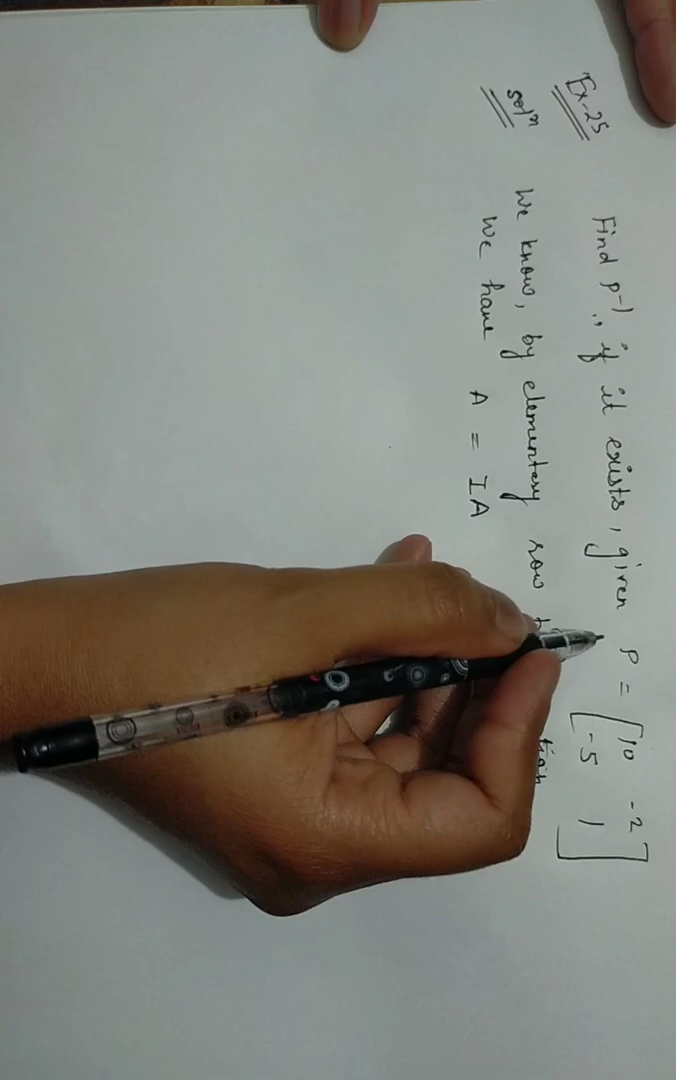 Ex-25 Find P-1, if it exists, given P = [10 -2
-5 1]
Sol'n We know, by elementary row
We have A = IA